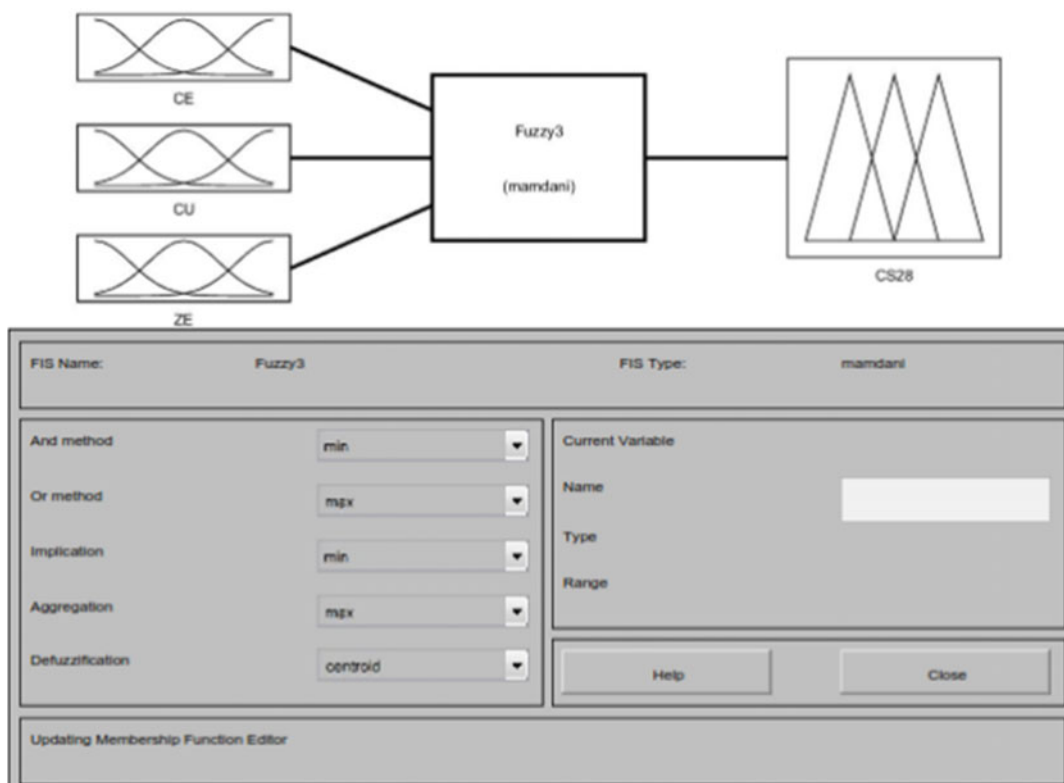 CE
CU
ZE
Fuzzy3
(mamdani)
CS28
FIS Name: Fuzzy3 FIS Type: mamdani
And method min
Or method max
Implication min
Aggregation max
Defuzzification centroid
Current Variable
Name
Type
Range
Help Close
Updating Membership Function Editor